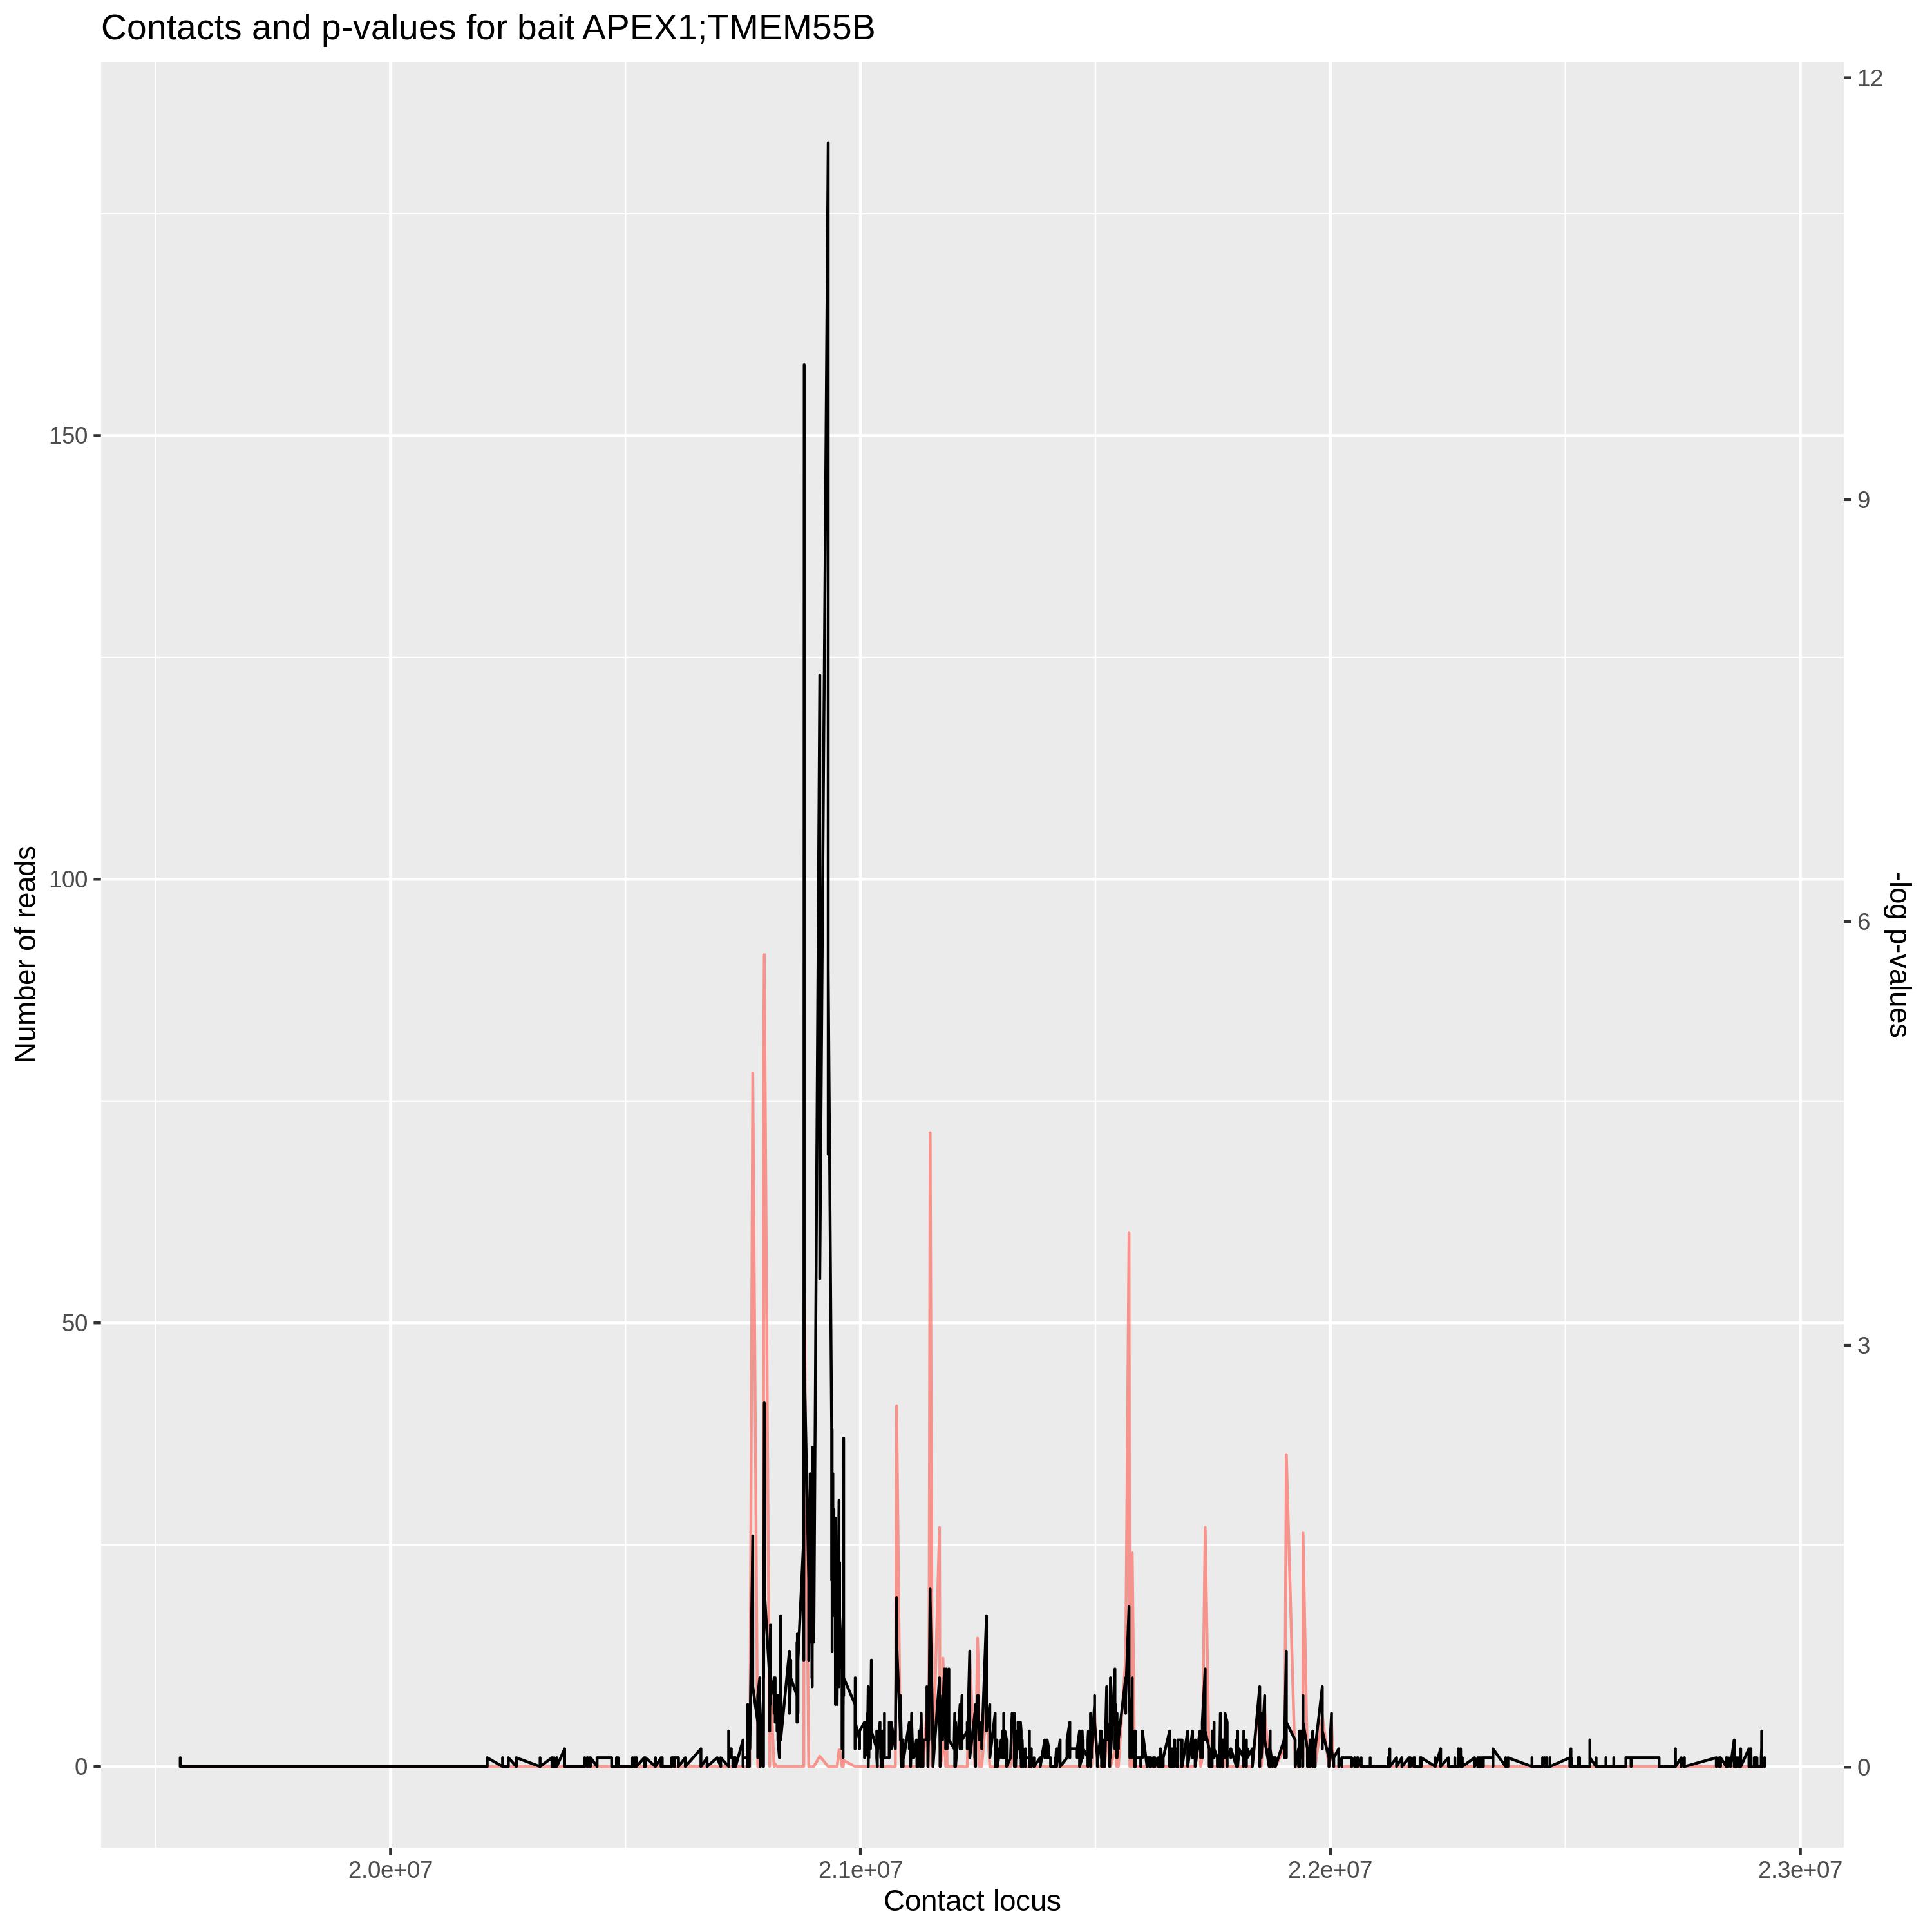 Contacts and p-values for bait APEX1;TMEM55B
Number of reads
150
100
50
0
12
9
6
3
0
-log p-values
2.0e+07
2.1e+07
2.2e+07
2.3e+07
Contact locus